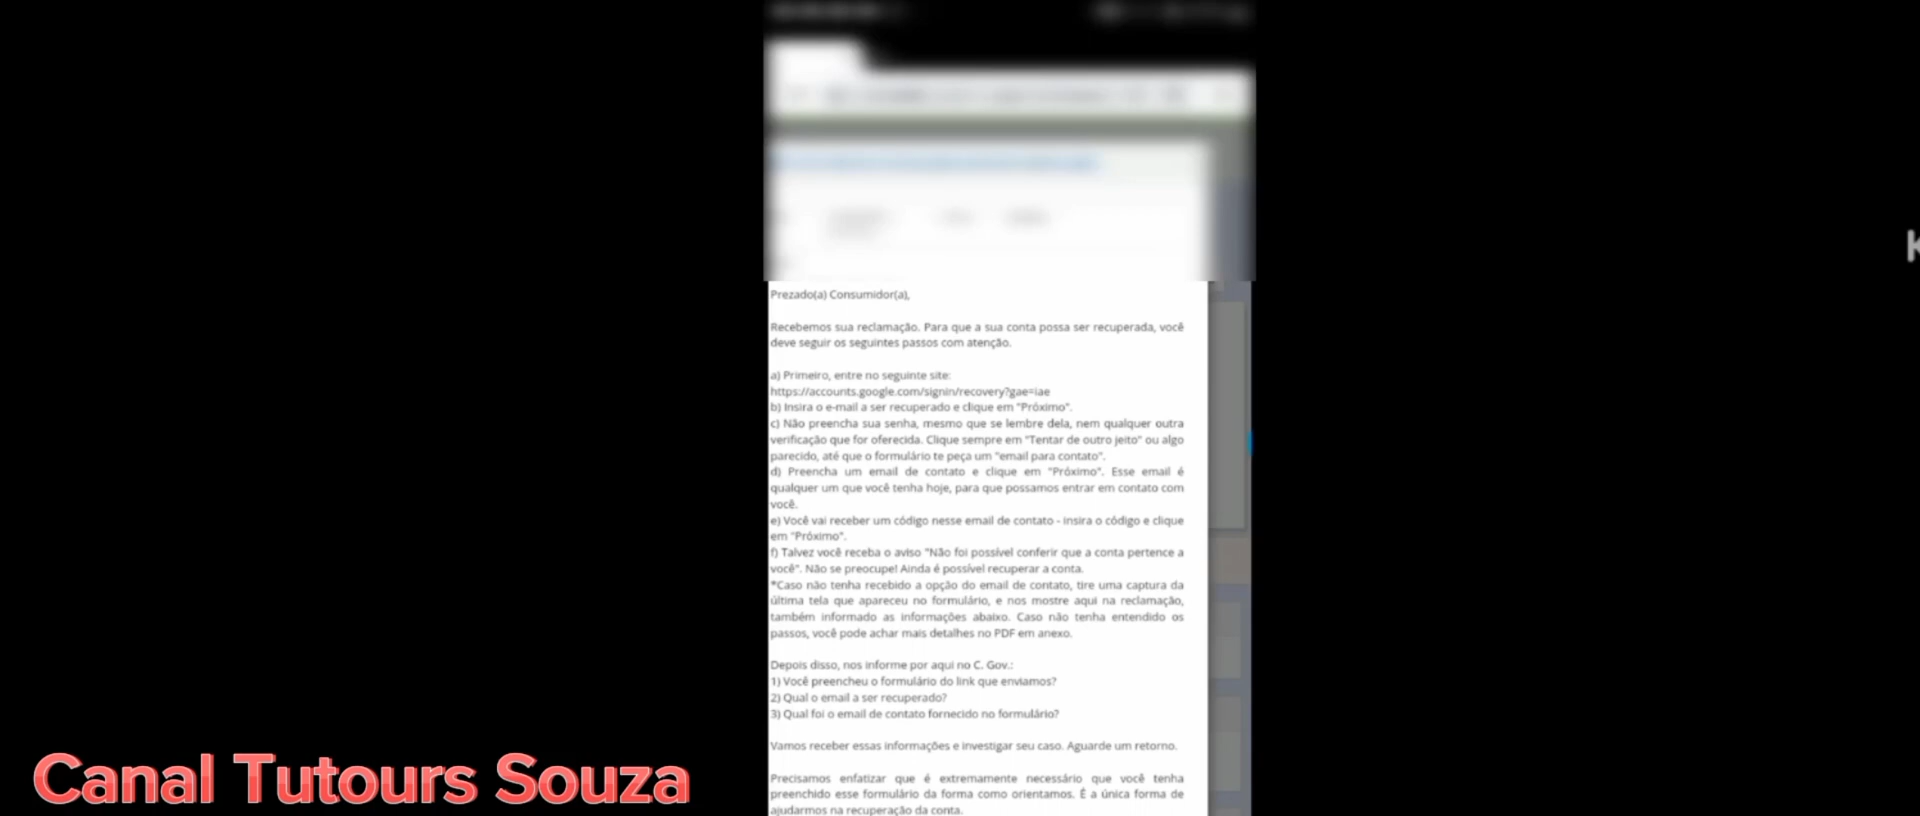 Prezado(a) Consumidor(a),
Recebemos sua reclamação. Para que a sua conta possa ser recuperada, você
deve seguir os seguintes passos com atenção.
a) Primeiro, entre no seguinte site:
https://accounts.google.com/signin/recovery?gae=iae
b) Insira o e-mail a ser recuperado e clique em "Próximo".
c) Não preencha sua senha, mesmo que se lembre dela, nem qualquer outra
verificação que for oferecida. Clique sempre em "Tentar de outro jeito" ou algo
parecido, até que o formulário te peça um "email para contato".
d) Preencha um email de contato e clique em "Próximo". Esse email é
qualquer um que você tenha hoje, para que possamos entrar em contato com
você.
e) Você vai receber um código nesse email de contato - insira o código e clique
em "Próximo".
f) Talvez você receba o aviso "Não foi possível conferir que a conta pertence a
você". Não se preocupe! Ainda é possível recuperar a conta.
*Caso não tenha recebido a opção do email de contato, tire uma captura da
última tela que apareceu no formulário, e nos mostre aqui na reclamação,
também informado as informações abaixo. Caso não tenha entendido os
passos, você pode achar mais detalhes no PDF em anexo.
Depois disso, nos informe por aqui no C. Gov.:
1) Você preencheu o formulário do link que enviamos?
2) Qual o email a ser recuperado?
3) Qual foi o email de contato fornecido no formulário?
Vamos receber essas informações e investigar seu caso. Aguarde um retorno.
Precisamos enfatizar que é extremamente necessário que você tenha
preenchido esse formulário da forma como orientamos. É a única forma de
ajudarmos na recuperação da conta.
Canal Tutours Souza